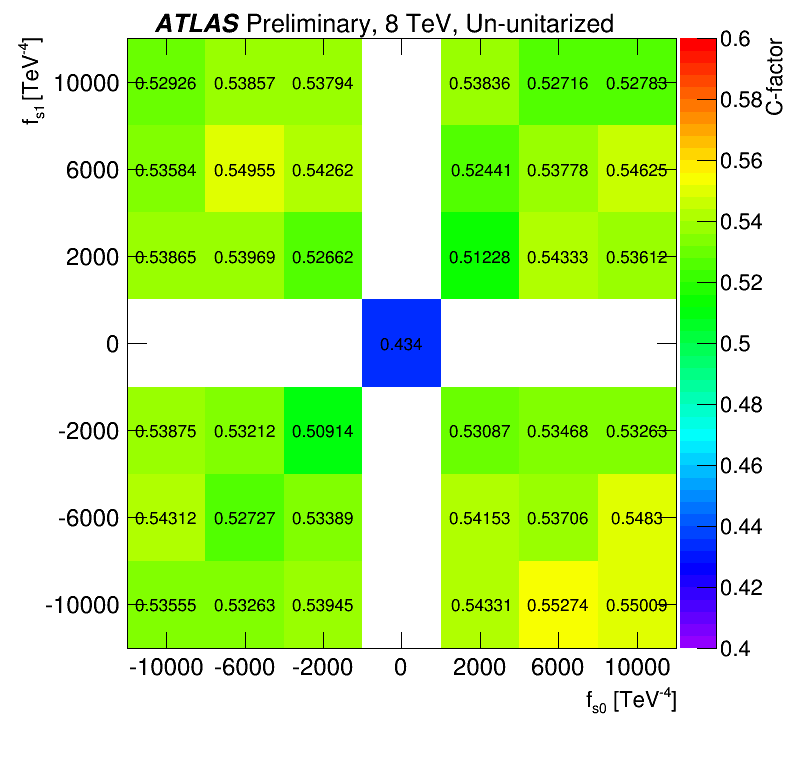 ATLAS Preliminary, 8 TeV, Un-unitarized
f_s1 [TeV^-4]
10000 0.52926 0.53857 0.53794 0.53836 0.52716 0.52783
6000 0.53584 0.54955 0.54262 0.52441 0.53778 0.54625
2000 0.53865 0.53969 0.52662 0.51228 0.54333 0.53612
0 0.434
-2000 0.53875 0.53212 0.50914 0.53087 0.53468 0.53263
-6000 0.54312 0.52727 0.53389 0.54153 0.53706 0.5483
-10000 0.53555 0.53263 0.53945 0.54331 0.55274 0.55009
-10000 -6000 -2000 0 2000 6000 10000
f_s0 [TeV^-4]
0.6
0.58
0.56
0.54
0.52
0.5
0.48
0.46
0.44
0.42
0.4
C-factor